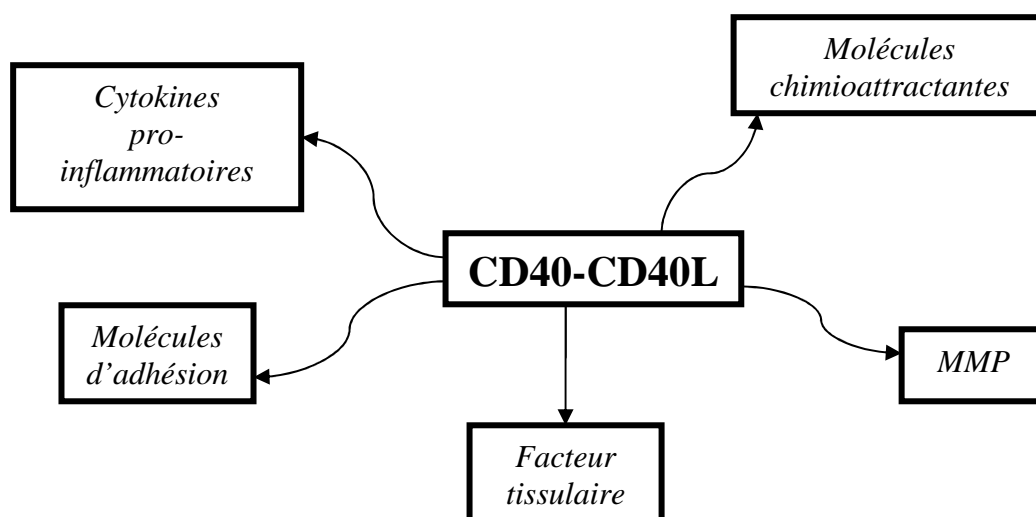 Molécules
chimioattractantes
Cytokines
pro-
inflammatoires
CD40-CD40L
Molécules
d’adhésion
MMP
Facteur
tissulaire